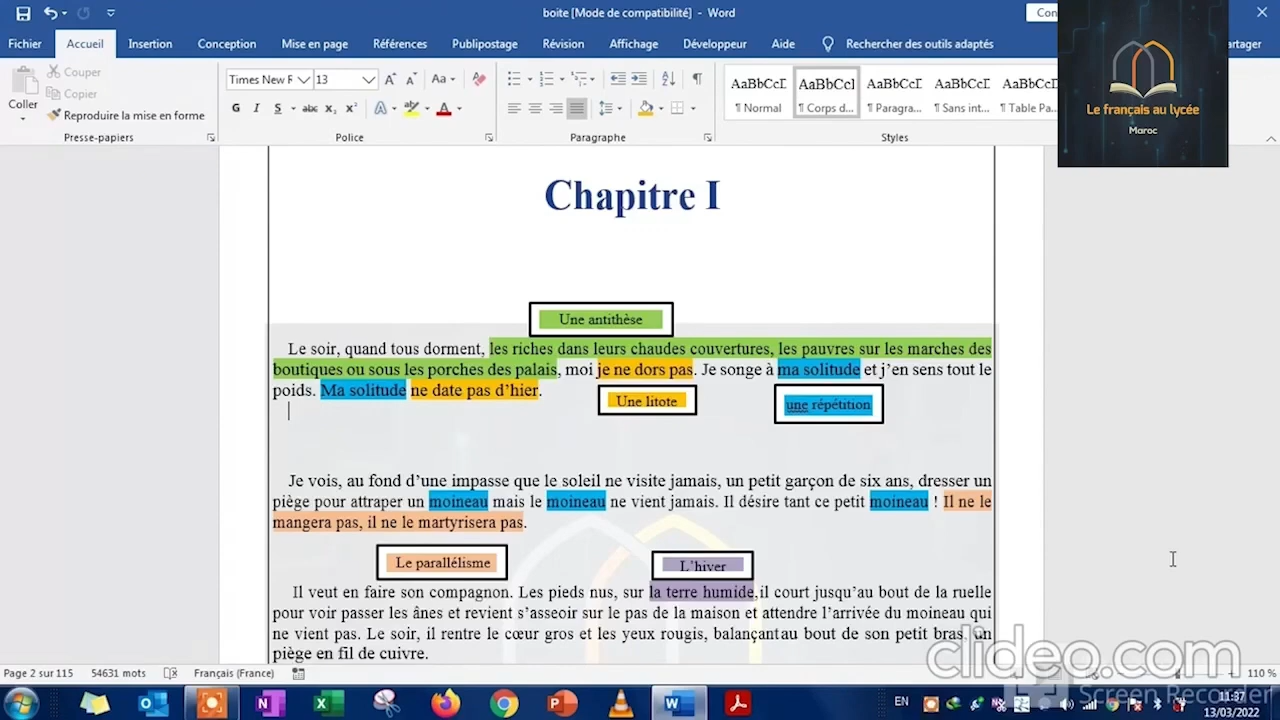 boite [Mode de compatibilité] - Word
Fichier Accueil Insertion Conception Mise en page Références Publipostage Révision Affichage Développeur Aide Rechercher des outils adaptés
Coller
Couper
Copier
Reproduire la mise en forme
Times New R 13
AaBbCcI AaBbCcI AaBbCcI AaBbCcI AaBbCcI
¶ Normal ¶ Corps d... ¶ Paragra... ¶ Sans int... ¶ Table Pa...
Presse-papiers Police Paragraphe Styles
Le français au lycée
Maroc
Chapitre I
Une antithèse
Le soir, quand tous dorment, les riches dans leurs chaudes couvertures, les pauvres sur les marches des
boutiques ou sous les porches des palais, moi je ne dors pas. Je songe à ma solitude et j'en sens tout le
poids. Ma solitude ne date pas d'hier.
Une litote
une répétition
Je vois, au fond d'une impasse que le soleil ne visite jamais, un petit garçon de six ans, dresser un
piège pour attraper un moineau mais le moineau ne vient jamais. Il désire tant ce petit moineau ! Il ne le
mangera pas, il ne le martyrisera pas.
Le parallélisme
L'hiver
Il veut en faire son compagnon. Les pieds nus, sur la terre humide, il court jusqu'au bout de la ruelle
pour voir passer les ânes et revient s'asseoir sur le pas de la maison et attendre l'arrivée du moineau qui
ne vient pas. Le soir, il rentre le cœur gros et les yeux rougis, balançant au bout de son petit bras, un
piège en fil de cuivre.
clideo.com
Page 2 sur 115 54631 mots Français (France) 110 %
Screen Recorder
EN
11:37
13/03/2022